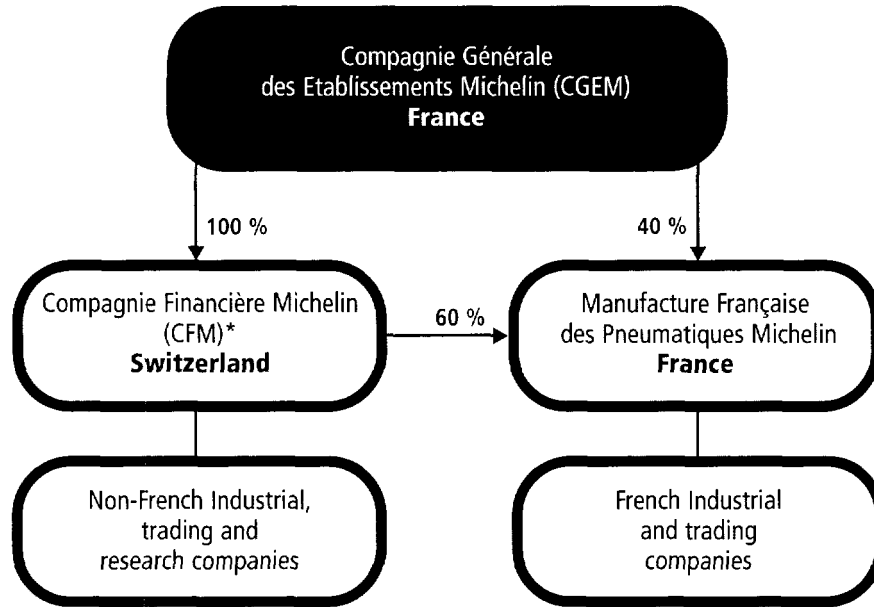 Compagnie Générale
des Etablissements Michelin (CGEM)
France
100 %
40 %
Compagnie Financière Michelin
(CFM)*
Switzerland
60 %
Manufacture Française
des Pneumatiques Michelin
France
Non-French Industrial,
trading and
research companies
French Industrial
and trading
companies